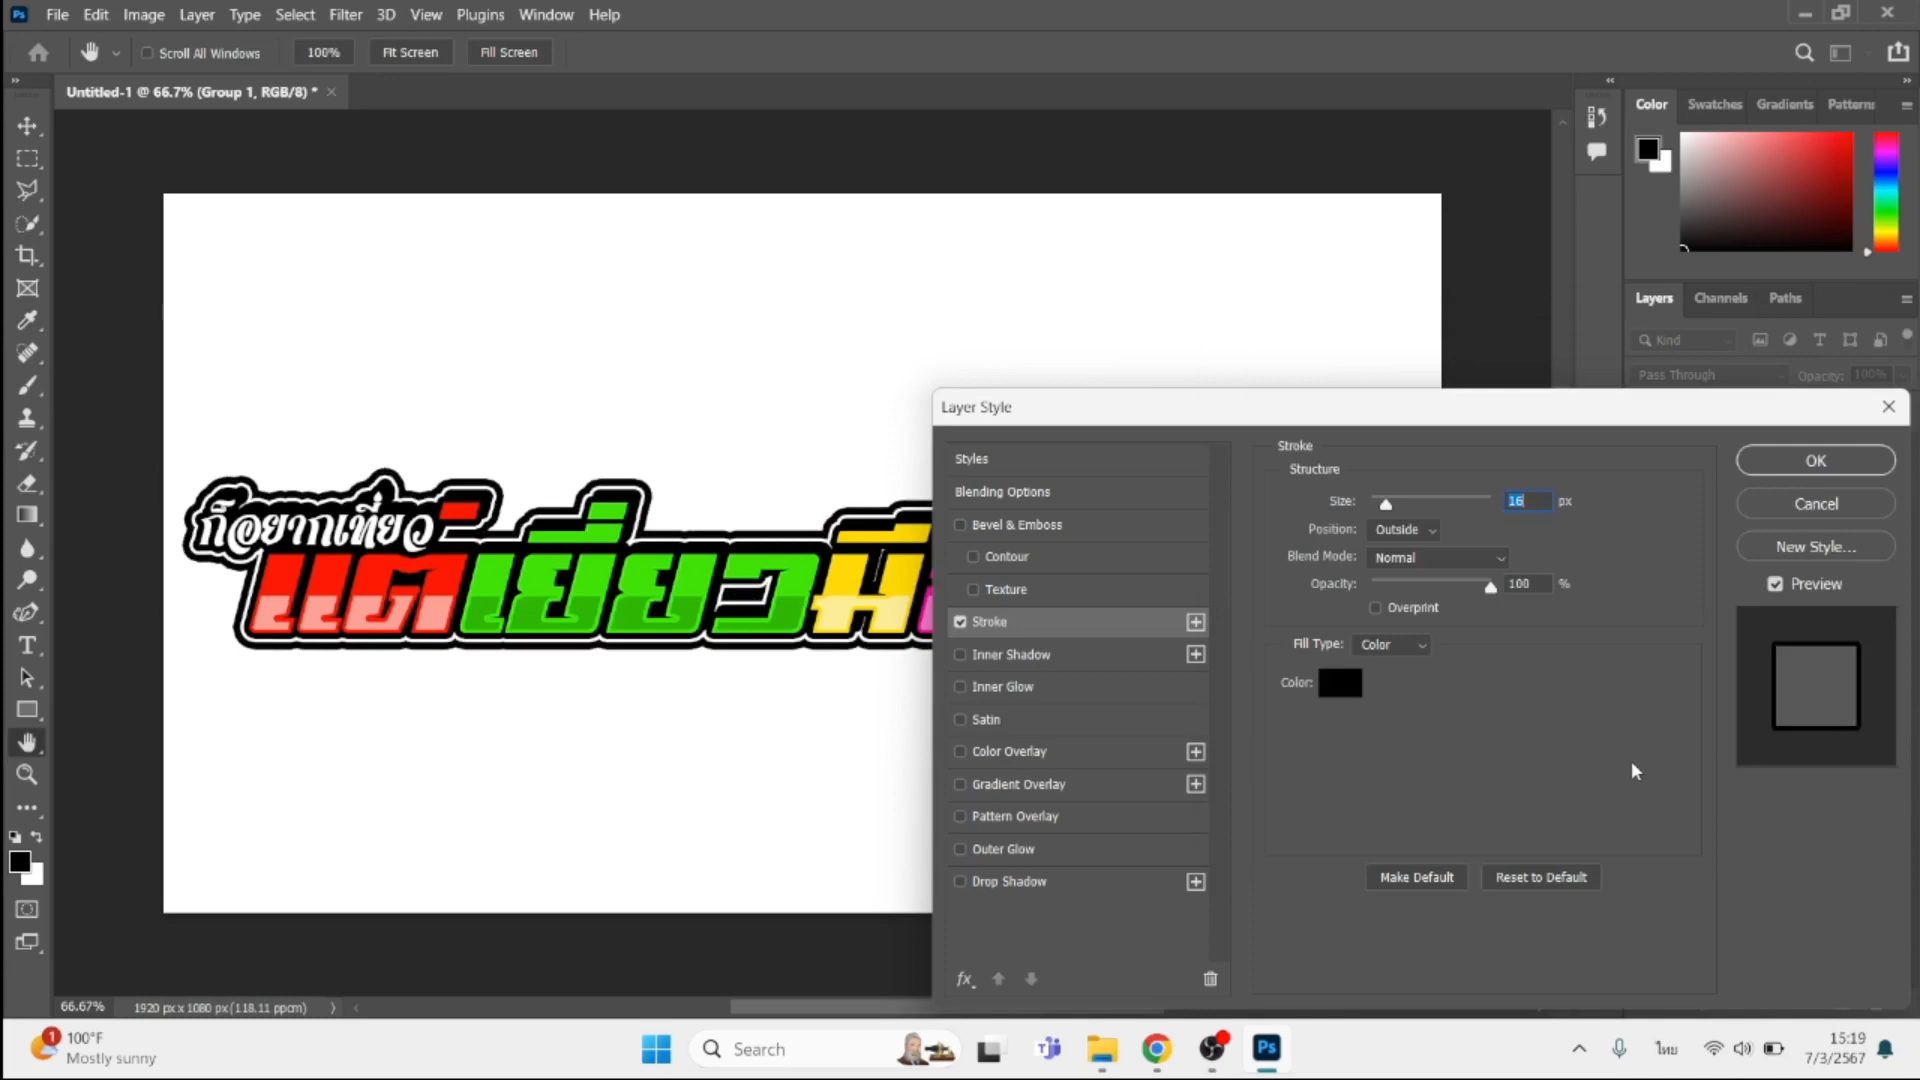 Ps File Edit Image Layer Type Select Filter 3D View Plugins Window Help
Scroll All Windows 100% Fit Screen Fill Screen
Untitled-1 @ 66.7% (Group 1, RGB/8) * ×
Color Swatches Gradients Patterns
Layers Channels Paths
Kind
Pass Through Opacity: 100%
ก็อยากเที่ยว
แต่เยี่ยว
Layer Style
Styles
Blending Options
Bevel & Emboss
Contour
Texture
Stroke
Inner Shadow
Inner Glow
Satin
Color Overlay
Gradient Overlay
Pattern Overlay
Outer Glow
Drop Shadow
fx
Stroke
Structure
Size: 16 px
Position: Outside
Blend Mode: Normal
Opacity: 100 %
Overprint
Fill Type: Color
Color:
Make Default Reset to Default
OK
Cancel
New Style...
Preview
66.67% 1920 px x 1080 px (118.11 ppcm)
1 100°F
Mostly sunny
Search
Ps
ไทย
15:19
7/3/2567